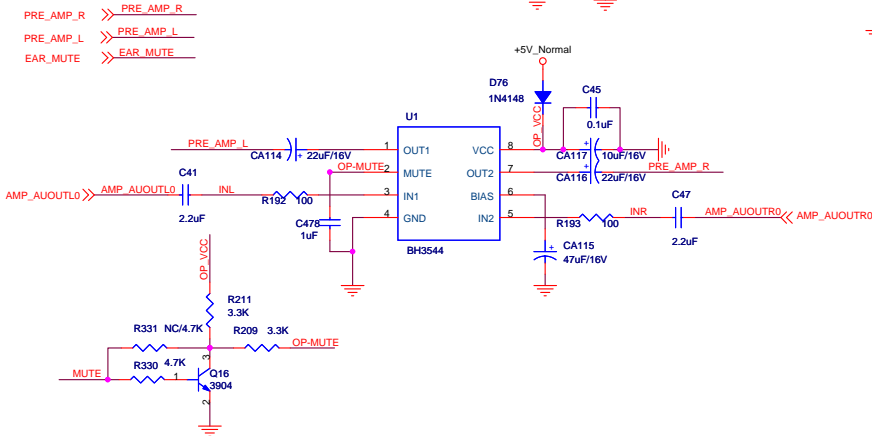 PRE_AMP_R PRE_AMP_R
PRE_AMP_L PRE_AMP_L
EAR_MUTE EAR_MUTE
+5V_Normal
D76
1N4148
OP_VCC
C45
0.1uF
U1
PRE_AMP_L
CA114
+
22uF/16V
1 OUT1
VCC 8
CA117
+
10uF/16V
OP-MUTE
2 MUTE
OUT2 7
CA116
+
22uF/16V
PRE_AMP_R
AMP_AUOUTL0 AMP_AUOUTL0
C41
2.2uF
INL
R192 100
3 IN1
BIAS 6
C478
1uF
4 GND
IN2 5
BH3544
R193 100
INR
C47
2.2uF
AMP_AUOUTR0 AMP_AUOUTR0
+
CA115
47uF/16V
OP_VCC
R211
3.3K
R331 NC/4.7K
R209 3.3K
OP-MUTE
MUTE
R330 4.7K
1
3
Q16
3904
2